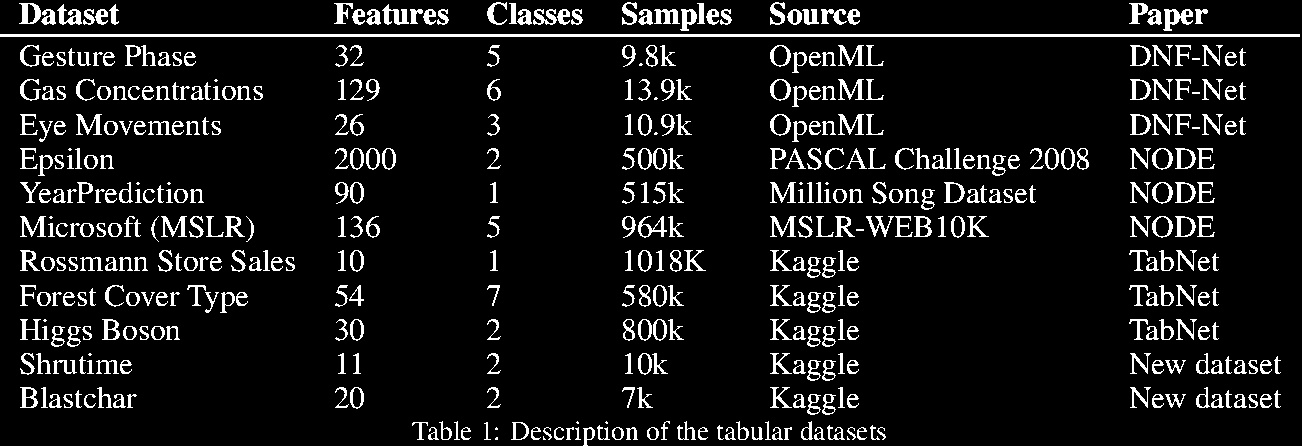 Dataset Features Classes Samples Source Paper
Gesture Phase 32 5 9.8k OpenML DNF-Net
Gas Concentrations 129 6 13.9k OpenML DNF-Net
Eye Movements 26 3 10.9k OpenML DNF-Net
Epsilon 2000 2 500k PASCAL Challenge 2008 NODE
YearPrediction 90 1 515k Million Song Dataset NODE
Microsoft (MSLR) 136 5 964k MSLR-WEB10K NODE
Rossmann Store Sales 10 1 1018K Kaggle TabNet
Forest Cover Type 54 7 580k Kaggle TabNet
Higgs Boson 30 2 800k Kaggle TabNet
Shrutime 11 2 10k Kaggle New dataset
Blastchar 20 2 7k Kaggle New dataset
Table 1: Description of the tabular datasets